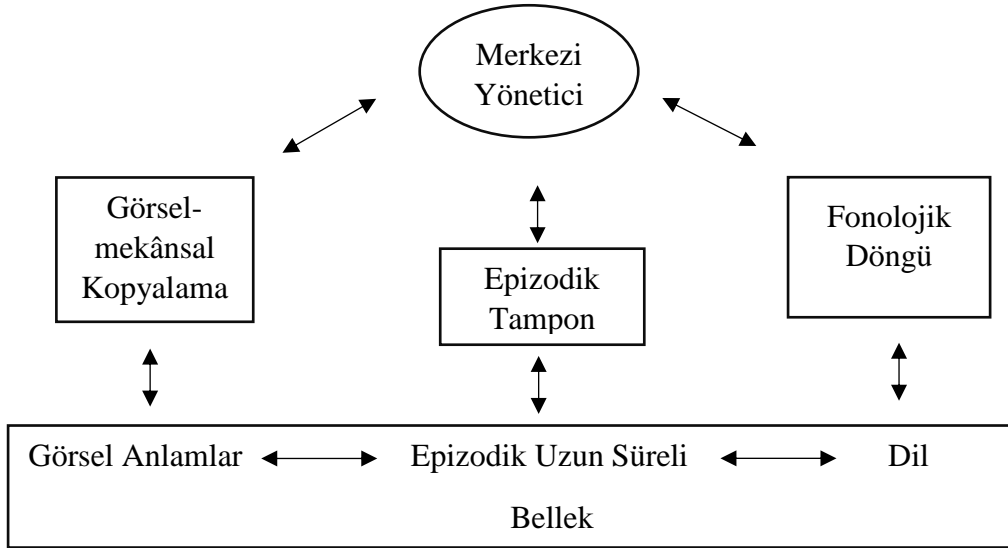 Merkezi
Yönetici
Görsel-
mekânsal
Kopyalama
Epizodik
Tampon
Fonolojik
Döngü
Görsel Anlamlar
Epizodik Uzun Süreli
Dil
Bellek